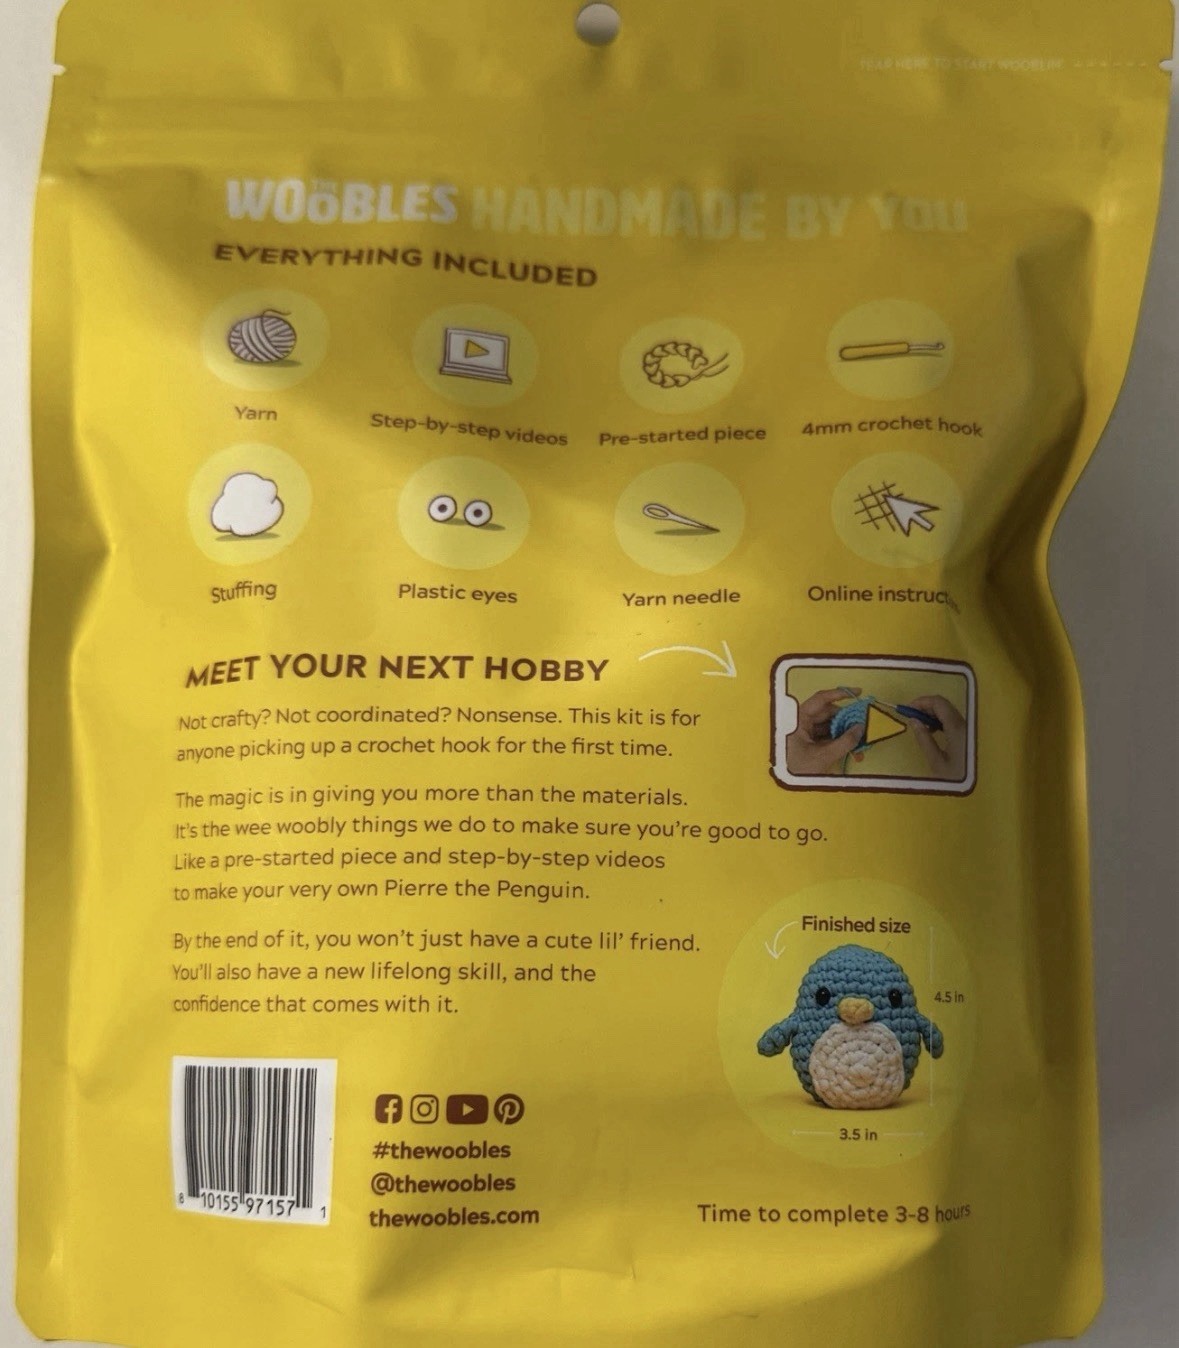 TEAR HERE TO START WOOBLIN'
THE WOOBLES HANDMADE BY YOU
EVERYTHING INCLUDED
Yarn
Step-by-step videos
Pre-started piece
4mm crochet hook
Stuffing
Plastic eyes
Yarn needle
Online
MEET YOUR NEXT HOBBY
Not crafty? Not coordinated? Nonsense. This kit is for
anyone picking up a crochet hook for the first time.
The magic is in giving you more than the materials.
It's the wee woobly things we do to make sure you're good to go.
Like a pre-started piece and step-by-step videos
to make your very own Pierre the Penguin.
By the end of it, you won't just have a cute lil' friend.
You'll also have a new lifelong skill, and the
confidence that comes with it.
Finished size
4.5 in
3.5 in
8 10155 97157 1
#thewoobles
@thewoobles
thewoobles.com
Time to complete 3-8 hours